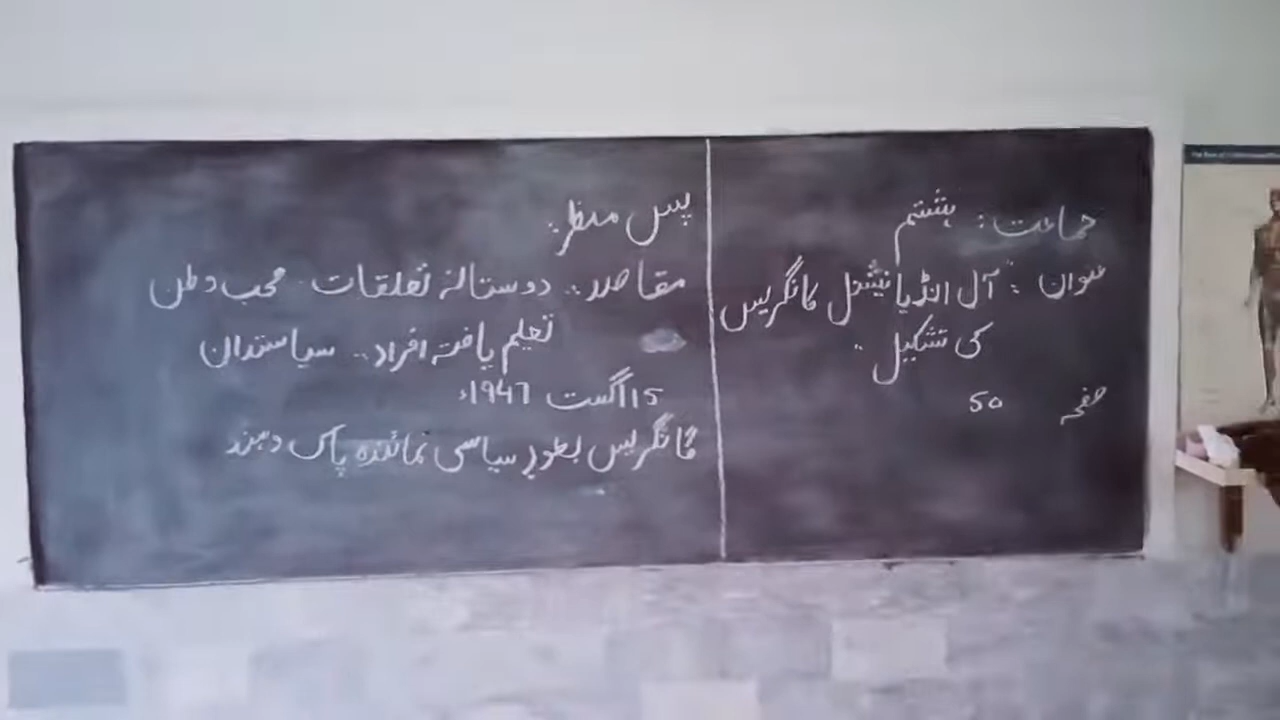 جماعت: ہشتم
عنوان: "آل انڈیا نیشنل کانگریس
کی تشکیل"
صفحہ 50
پس منظر:
مقاصد:۔ دوستانہ تعلقات۔ محب وطن
تعلیم یافتہ افراد۔ سیاستدان
15 اگست 1947ء
کانگریس بطور سیاسی نمائندہ پاک و ہند